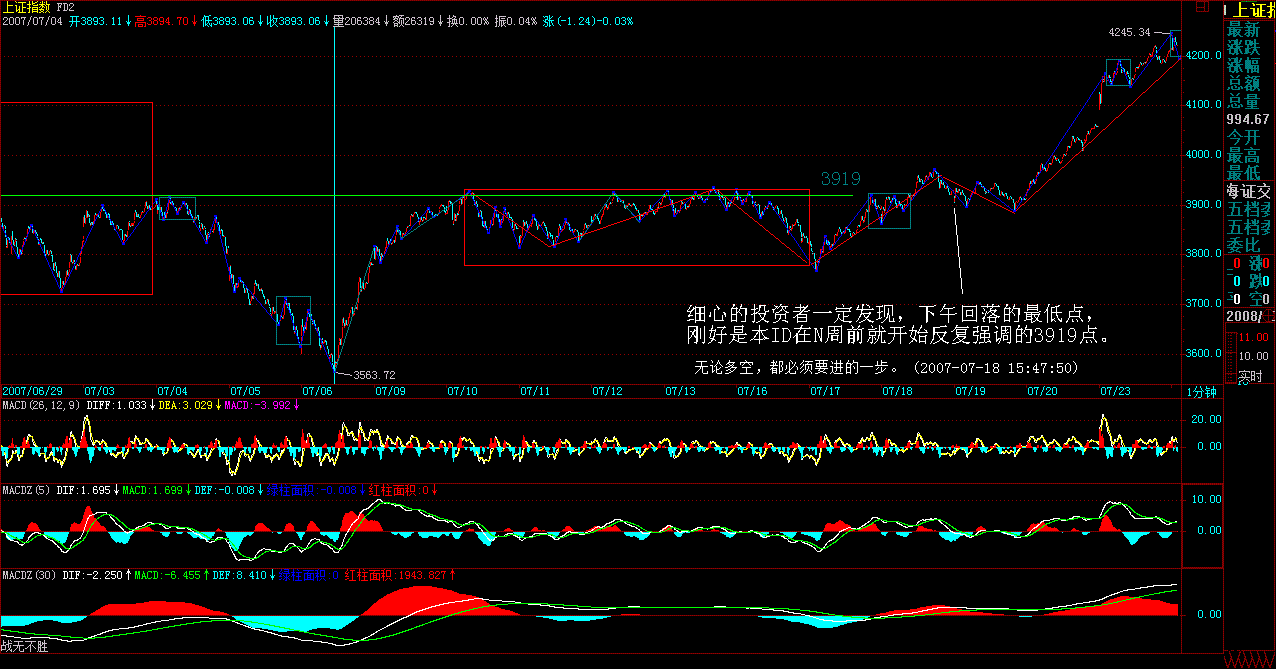 上证指数 FD2
2007/07/04 开3893.11↓高3894.70↓低3893.06↓收3893.06↓量206384↓额26319↓换0.00% 振0.04% 涨(-1.24)-0.03%
4245.34
4200.0
4100.0
4000.0
3919
3900.0
3800.0
3700.0
3600.0
细心的投资者一定发现，下午回落的最低点，
刚好是本ID在N周前就开始反复强调的3919点。
无论多空，都必须要进的一步。 (2007-07-18 15:47:50)
3563.72
2007/06/29 07/03 07/04 07/05 07/06 07/09 07/10 07/11 07/12 07/13 07/16 07/17 07/18 07/19 07/20 07/23 1分钟
MACD(26,12,9) DIFF:1.033↓DEA:3.029↓MACD:-3.992↓
20.00
0.00
MACDZ(5) DIF:1.695↓MACD:1.699↓DEF:-0.008↓绿柱面积:-0.008↓红柱面积:0↓
10.00
0.00
MACDZ(30) DIF:-2.250↑MACD:-6.455↑DEF:8.410↓绿柱面积:0 红柱面积:1943.827↑
0.00
战无不胜
上证指
最新
涨跌
涨幅
总额
总量
994.67
今开
最高
最低
海证交
五档
五档
委比
0 涨0
0 跌0
0 空0
2008/
11.00
10.00
实时